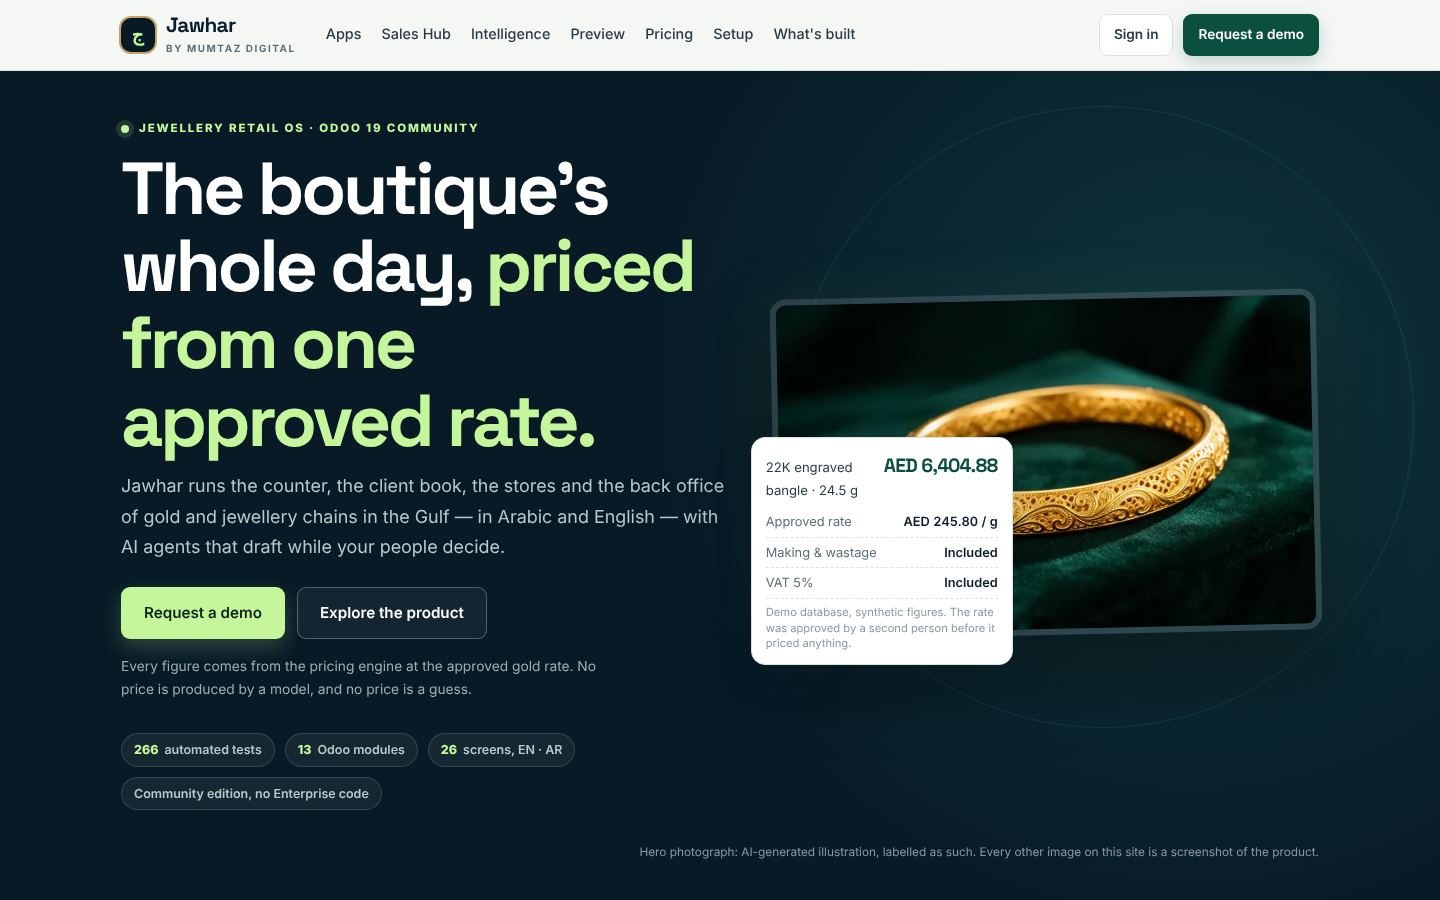 ج
Jawhar
BY MUMTAZ DIGITAL
Apps
Sales Hub
Intelligence
Preview
Pricing
Setup
What's built
Sign in
Request a demo
JEWELLERY RETAIL OS · ODOO 19 COMMUNITY
The boutique’s
whole day, priced
from one
approved rate.
Jawhar runs the counter, the client book, the stores and the back office
of gold and jewellery chains in the Gulf — in Arabic and English — with
AI agents that draft while your people decide.
Request a demo
Explore the product
Every figure comes from the pricing engine at the approved gold rate. No
price is produced by a model, and no price is a guess.
266 automated tests
13 Odoo modules
26 screens, EN · AR
Community edition, no Enterprise code
22K engraved
bangle · 24.5 g
AED 6,404.88
Approved rate
AED 245.80 / g
Making & wastage
Included
VAT 5%
Included
Demo database, synthetic figures. The rate
was approved by a second person before it
priced anything.
Hero photograph: AI-generated illustration, labelled as such. Every other image on this site is a screenshot of the product.